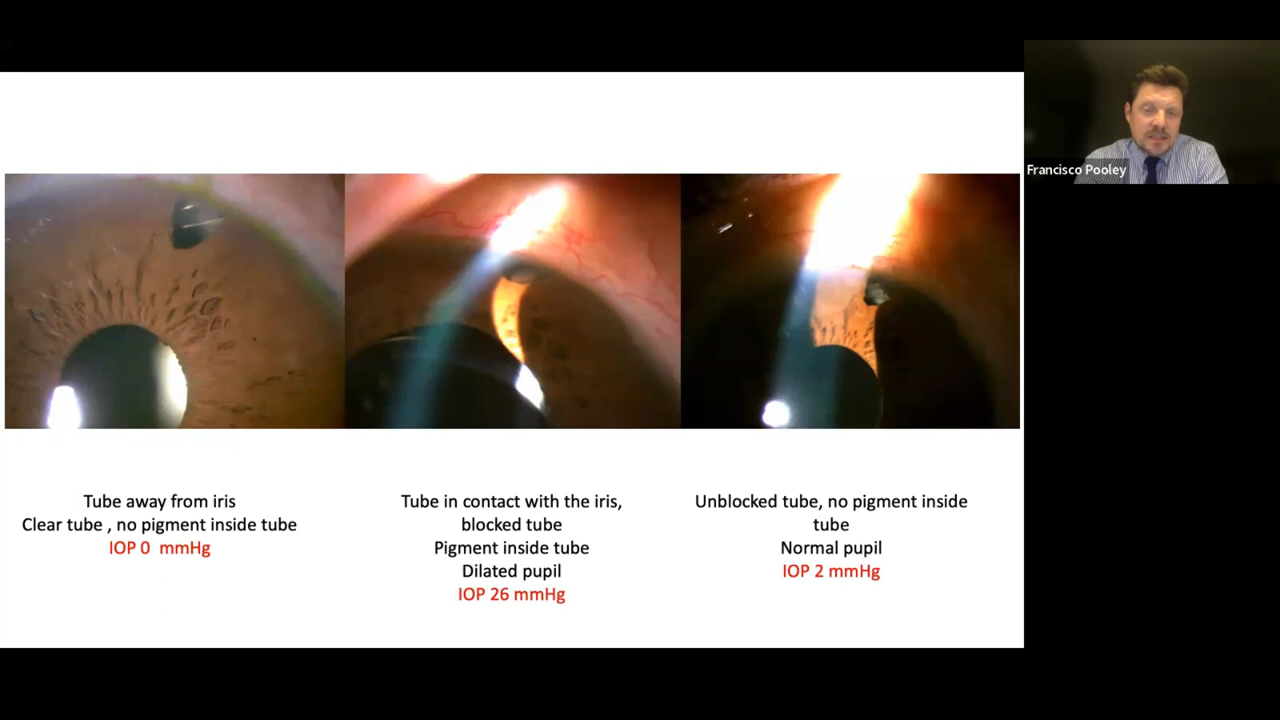 Francisco Pooley
Tube away from iris
Clear tube , no pigment inside tube
IOP 0 mmHg
Tube in contact with the iris,
blocked tube
Pigment inside tube
Dilated pupil
IOP 26 mmHg
Unblocked tube, no pigment inside
tube
Normal pupil
IOP 2 mmHg